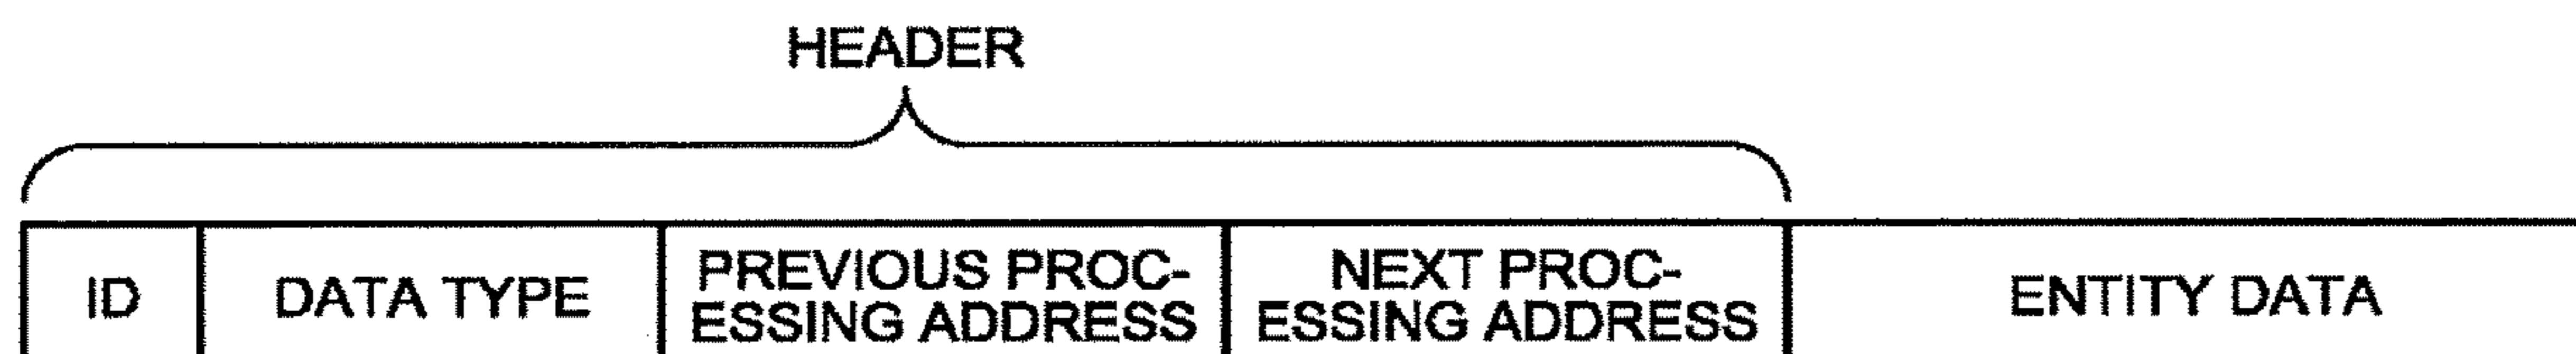 HEADER
ID
DATA TYPE
PREVIOUS PROC-
ESSING ADDRESS
NEXT PROC-
ESSING ADDRESS
ENTITY DATA